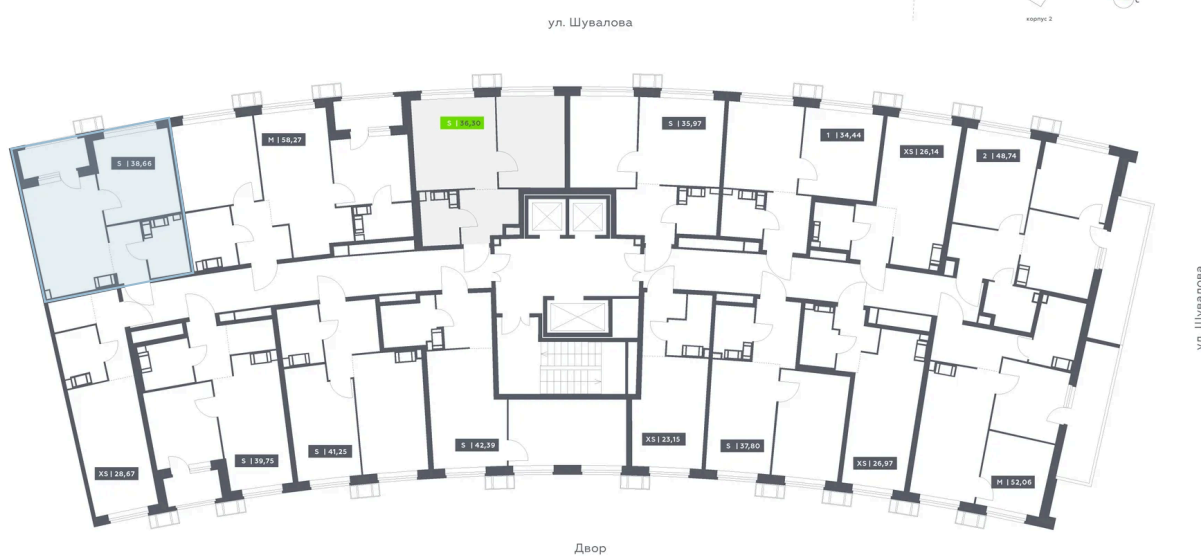 корпус 2
ул. Шувалова
S | 36,30
S | 35,97
1 | 34,44
M | 58,27
XS | 26,14
2 | 48,74
S | 38,66
ул. Шувалова
S | 42,39
XS | 23,15
S | 37,80
S | 41,25
S | 39,75
XS | 26,97
XS | 28,67
M | 52,06
Двор